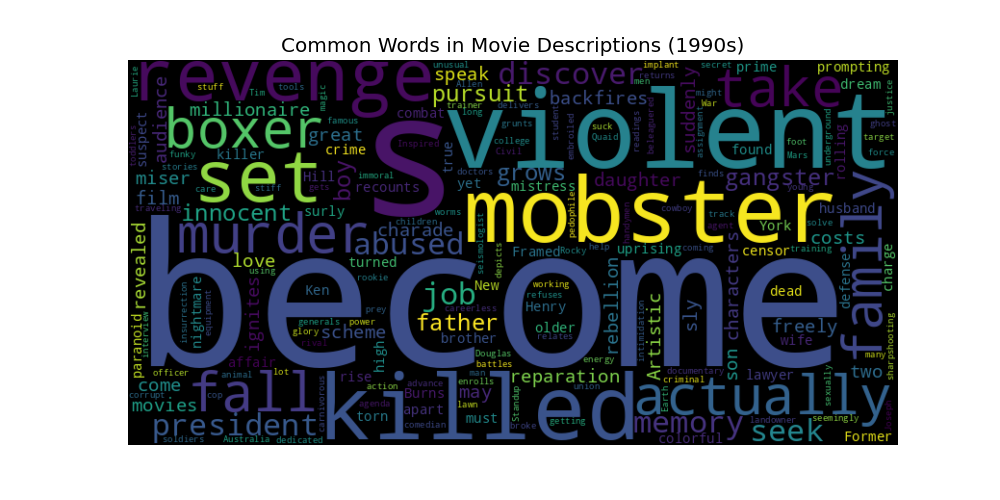 Common Words in Movie Descriptions (1990s)
Laurie stuff Tim tools revenge unusual speak Allen discover implant returns men secret prime prompting
audience millionaire magic pursuit trainer long delivers backfires suddenly take might War dream justice
suspect boxer killer funky stories famous great crime combat Inspired true violent student embroiled suck Quaid beleaguered readings assignment found underground rolling ghost target force
miser film care set stiff Hill gets immoral boy recounts s yet doctors grunts college Civil grows mistress daughter finds gangster foot Mars young solve
traveling innocent surly children worms mobster pedophile handymen cowboy track agent York training husband family
murder charade abused seismologist depicts Framed Rocky help uprising coming censor costs
paranoid revealed love using turned rookie become New working refuses rebellion intimidation characters defense charge
interview insurrection nightmare equipment ignites Ken prey job careerless Henry relates Artistic sly dead
generals power glory rival scheme father brother older freely wife
affair high Douglas battles energy documentary son lawyer two many sharpshooting
officer animal lot rise action man enrolls reparation union criminal Earth sexually
come corrupt cop fall carnivorous advance agenda Burns killed may lawn Standup actually landowner seemingly
movies torn apart must getting memory seek Former
president soldiers Australia dedicated comedian broke colorful